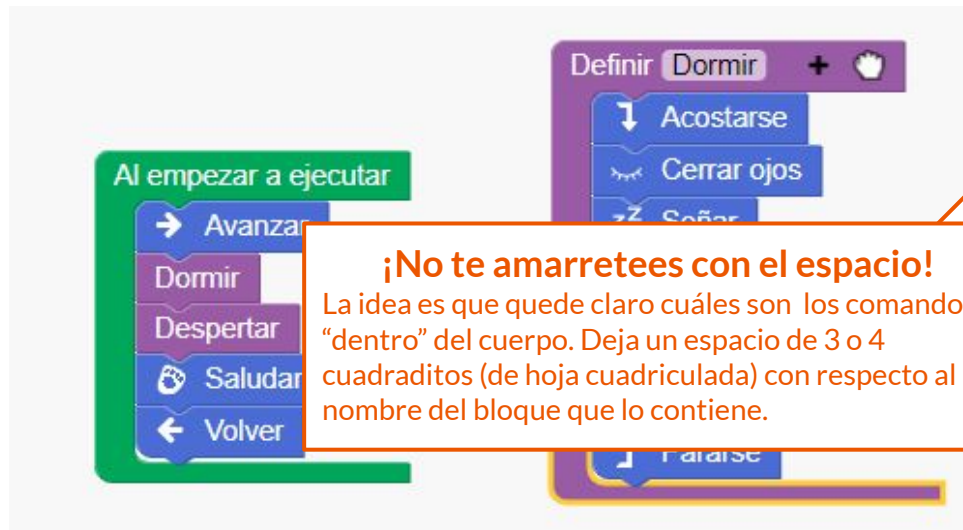 Definir Dormir +
Acostarse
Cerrar ojos
zZ Soñar
Al empezar a ejecutar
Avanzar
Dormir
Despertar
Saludar
Volver
¡No te amarretees con el espacio!
La idea es que quede claro cuáles son los comando
“dentro” del cuerpo. Deja un espacio de 3 o 4
cuadraditos (de hoja cuadriculada) con respecto al
nombre del bloque que lo contiene.
Pararse